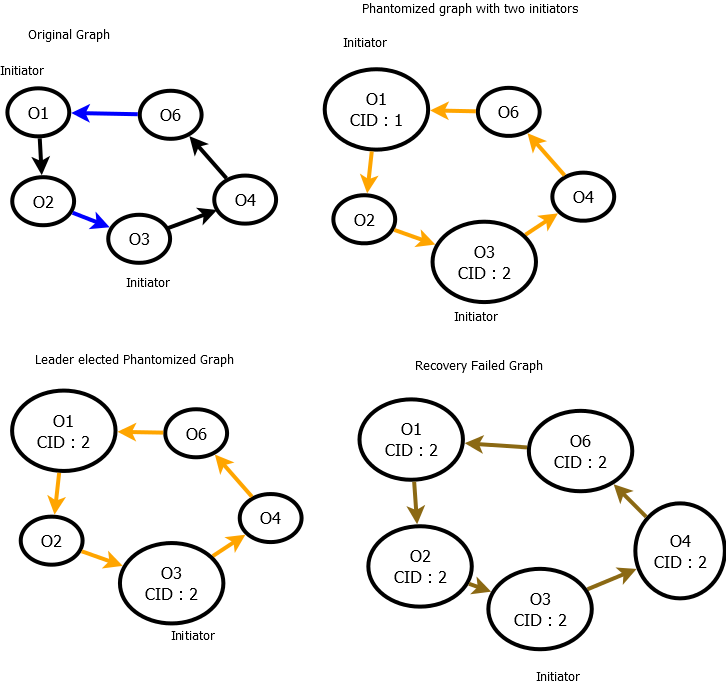 Original Graph
Initiator
O1
O6
O2
O4
O3
Initiator
Phantomized graph with two initiators
Initiator
O1
CID : 1
O6
O4
O2
O3
CID : 2
Initiator
Leader elected Phantomized Graph
O1
CID : 2
O6
O4
O2
O3
CID : 2
Initiator
Recovery Failed Graph
O1
CID : 2
O6
CID : 2
O4
CID : 2
O2
CID : 2
O3
CID : 2
Initiator